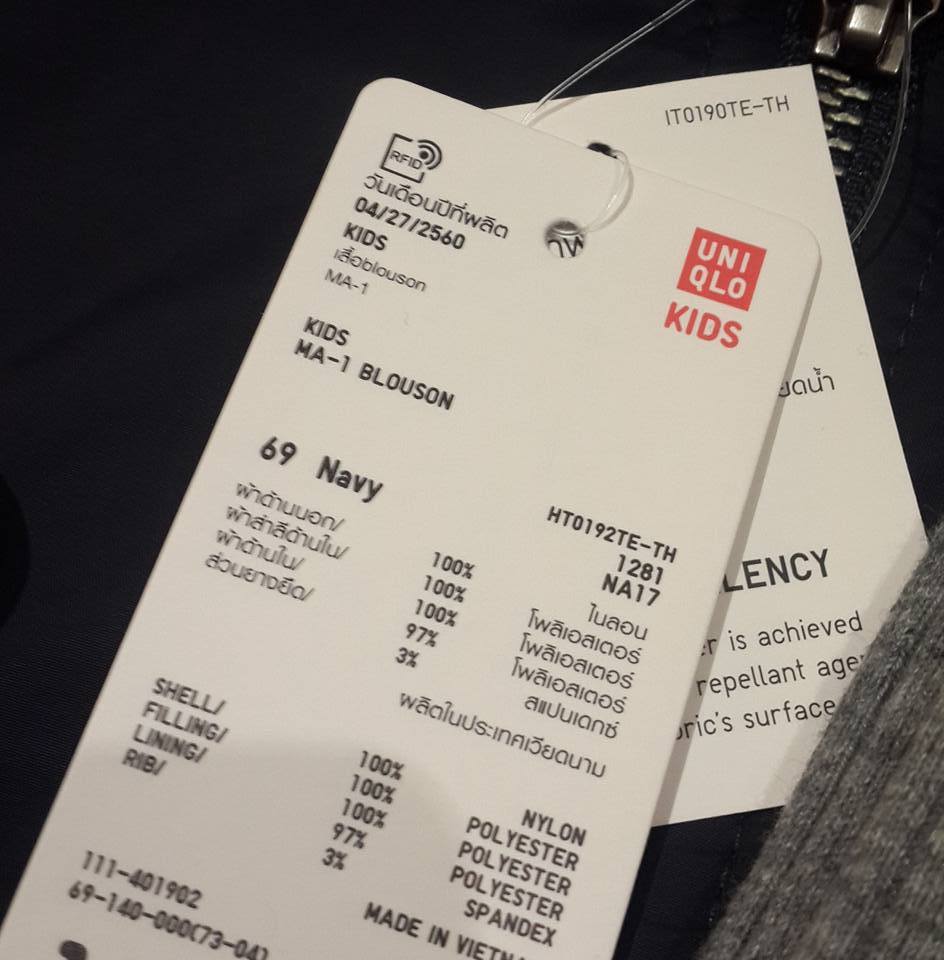 RFID
วันเดือนปีที่ผลิต
04/27/2560
KIDS
เสื้อblouson
MA-1
KIDS
MA-1 BLOUSON
UNI
QLO
KIDS
69 Navy
HT0192TE-TH
1281
NA17
ผ้าด้านนอก/ 100% ไนลอน
ผ้าสำลีด้านใน/ 100% โพลิเอสเตอร์
ผ้าด้านใน/ 100% โพลิเอสเตอร์
ส่วนยางยืด/ 97% โพลิเอสเตอร์
3% สแปนเดกซ์
ผลิตในประเทศเวียดนาม
SHELL/ 100% NYLON
FILLING/ 100% POLYESTER
LINING/ 100% POLYESTER
RIB/ 97% POLYESTER
3% SPANDEX
111-401902
69-140-000(73-04)
MADE IN
IT0190TE-TH
is achieved
repellant
surface